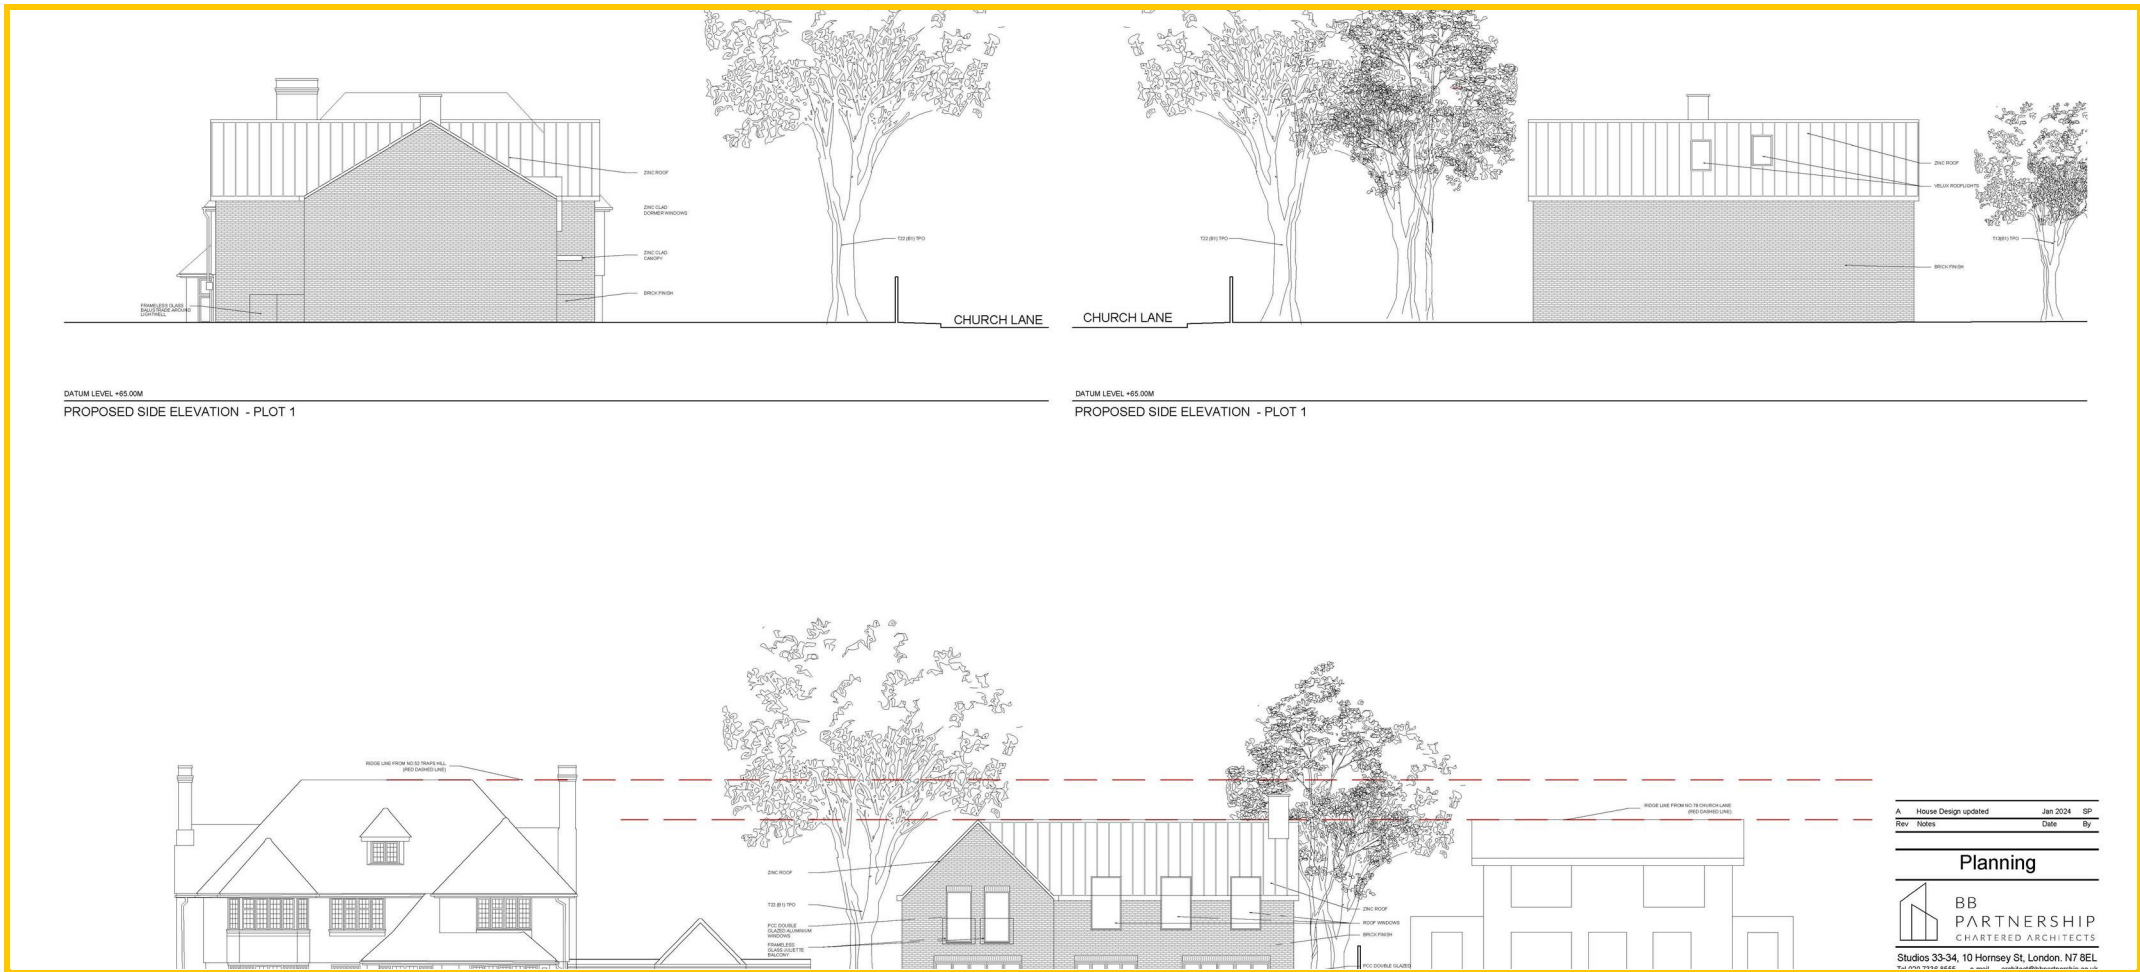 ZINC ROOF
ZINC CLAD
DORMER WINDOWS
ZINC CLAD
CANOPY
BRICK FINISH
FRAMELESS GLASS
BALUSTRADE AROUND
LIGHTWELL
T22 (B1) TPO
CHURCH LANE
DATUM LEVEL +65.00M
PROPOSED SIDE ELEVATION - PLOT 1
T22 (B1) TPO
ZINC ROOF
VELUX ROOFLIGHTS
T13(B1) TPO
BRICK FINISH
CHURCH LANE
DATUM LEVEL +65.00M
PROPOSED SIDE ELEVATION - PLOT 1
RIDGE LINE FROM NO.52 TRAPS HILL
(RED DASHED LINE)
RIDGE LINE FROM NO.78 CHURCH LANE
(RED DASHED LINE)
ZINC ROOF
T22 (B1) TPO
PCC DOUBLE
GLAZED ALUMINIUM
WINDOWS
FRAMELESS
GLASS JULIETTE
BALCONY
ZINC ROOF
ROOF WINDOWS
BRICK FINISH
PCC DOUBLE GLAZED
A House Design updated Jan 2024 SP
Rev Notes Date By
Planning
BB
PARTNERSHIP
CHARTERED ARCHITECTS
Studios 33-34, 10 Hornsey St, London. N7 8EL